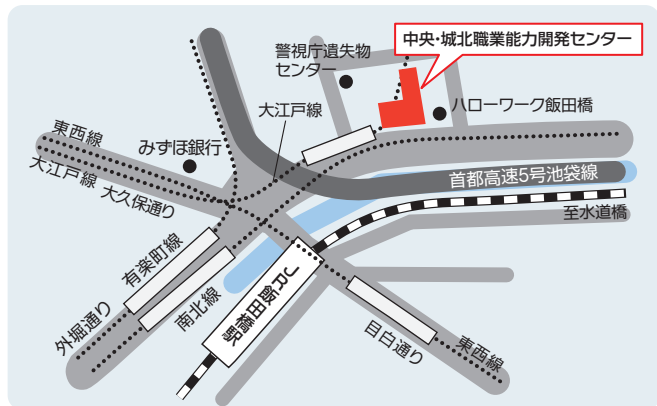 中央・城北職業能力開発センター
警視庁遺失物
センター
ハローワーク飯田橋
大江戸線
東西線
みずほ銀行
大江戸線 大久保通り
首都高速5号池袋線
至水道橋
有楽町線
南北線
外堀通り
JR飯田橋駅
目白通り
東西線